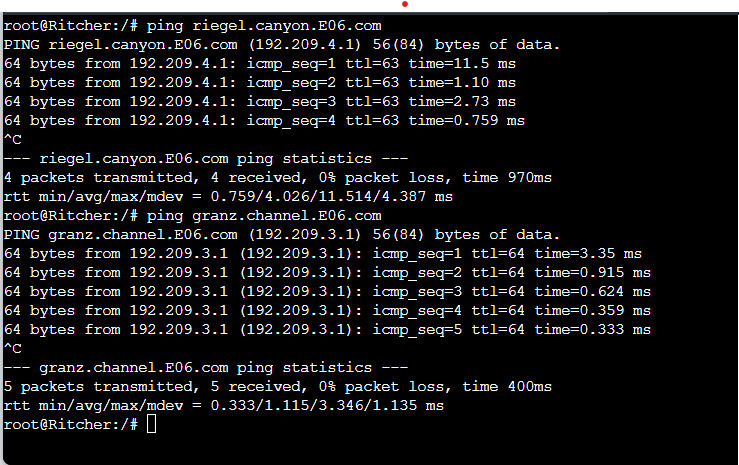 root@Ritcher:/# ping riegel.canyon.E06.com
PING riegel.canyon.E06.com (192.209.4.1) 56(84) bytes of data.
64 bytes from 192.209.4.1: icmp_seq=1 ttl=63 time=11.5 ms
64 bytes from 192.209.4.1: icmp_seq=2 ttl=63 time=1.10 ms
64 bytes from 192.209.4.1: icmp_seq=3 ttl=63 time=2.73 ms
64 bytes from 192.209.4.1: icmp_seq=4 ttl=63 time=0.759 ms
^C
--- riegel.canyon.E06.com ping statistics ---
4 packets transmitted, 4 received, 0% packet loss, time 970ms
rtt min/avg/max/mdev = 0.759/4.026/11.514/4.387 ms
root@Ritcher:/# ping granz.channel.E06.com
PING granz.channel.E06.com (192.209.3.1) 56(84) bytes of data.
64 bytes from 192.209.3.1 (192.209.3.1): icmp_seq=1 ttl=64 time=3.35 ms
64 bytes from 192.209.3.1 (192.209.3.1): icmp_seq=2 ttl=64 time=0.915 ms
64 bytes from 192.209.3.1 (192.209.3.1): icmp_seq=3 ttl=64 time=0.624 ms
64 bytes from 192.209.3.1 (192.209.3.1): icmp_seq=4 ttl=64 time=0.359 ms
64 bytes from 192.209.3.1 (192.209.3.1): icmp_seq=5 ttl=64 time=0.333 ms
^C
--- granz.channel.E06.com ping statistics ---
5 packets transmitted, 5 received, 0% packet loss, time 400ms
rtt min/avg/max/mdev = 0.333/1.115/3.346/1.135 ms
root@Ritcher:/#